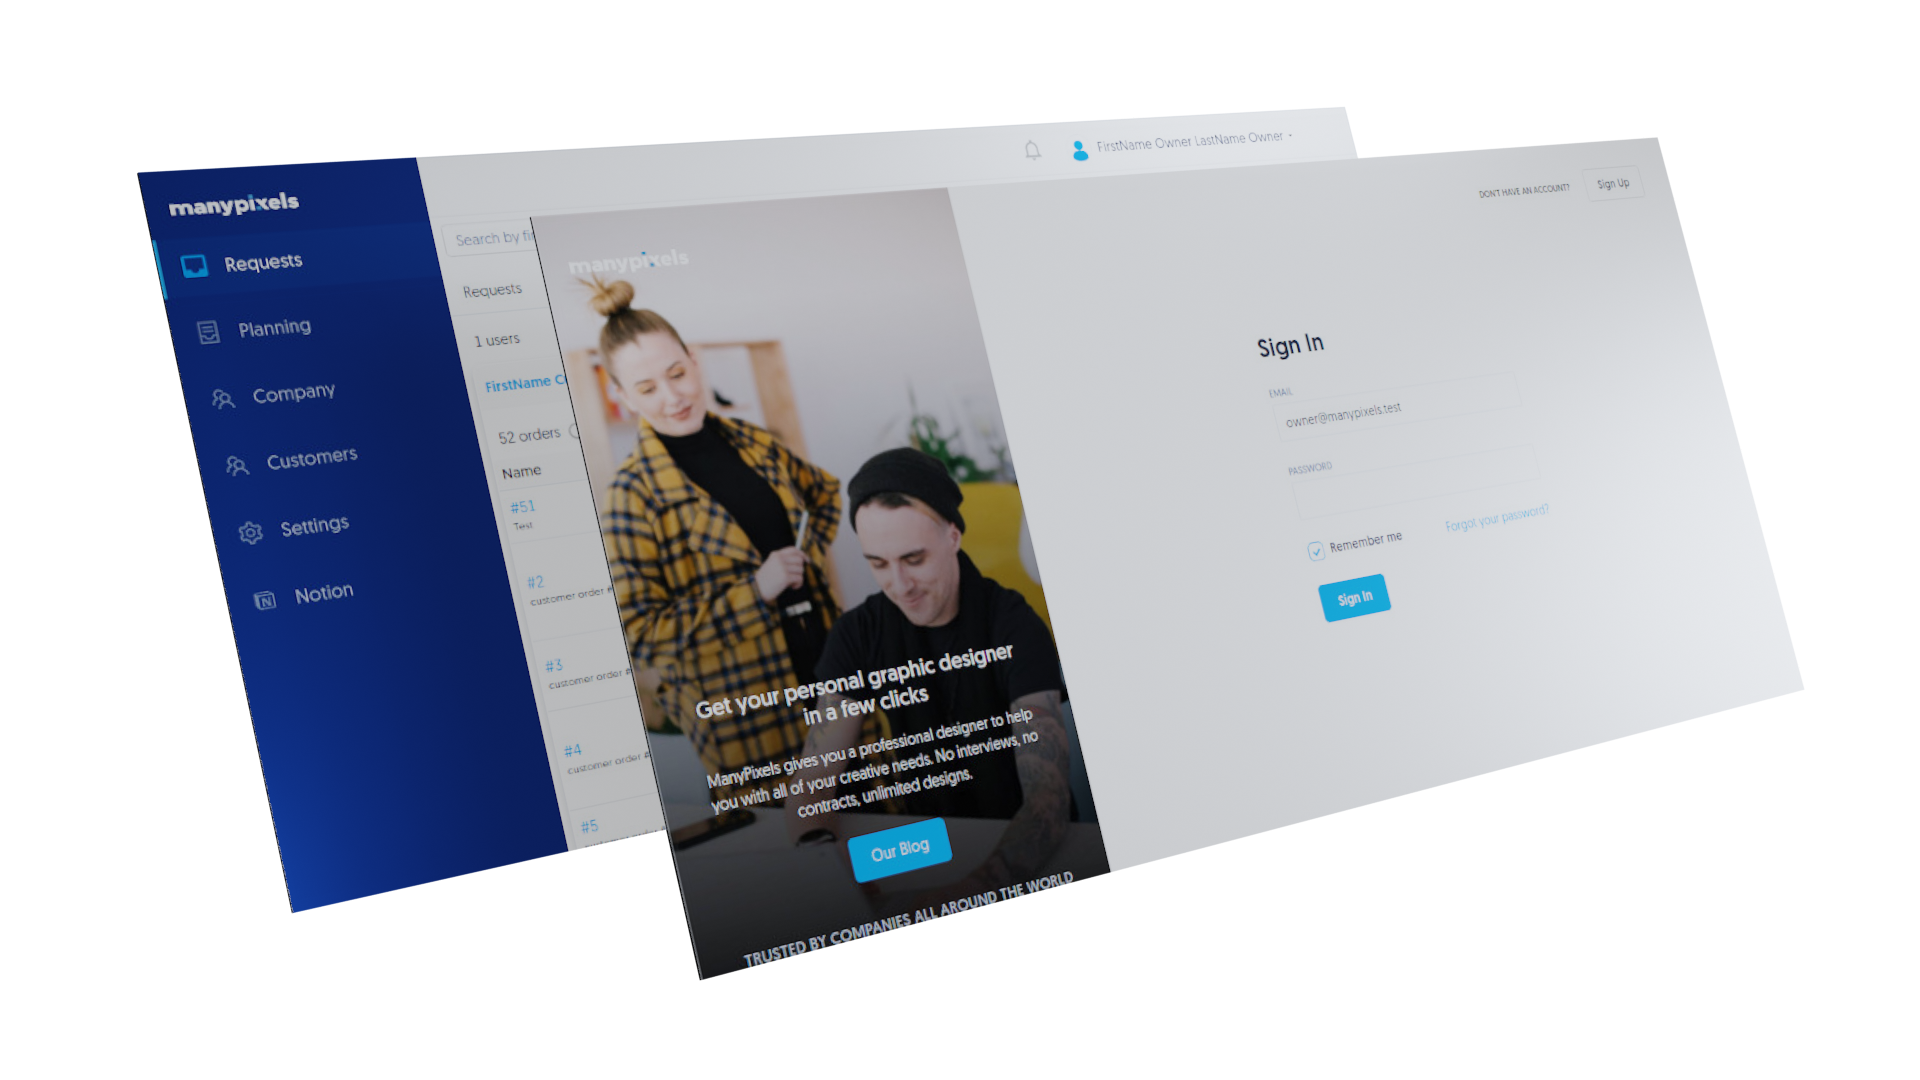 manypixels
Requests
Planning
Company
Customers
Settings
Notion
FirstName Owner LastName Owner
Search by
Requests
1 users
FirstName
52 orders
Name
#51
Test
#2
customer order
#3
customer order
#4
customer order
#5
manypixels
Get your personal graphic designer
in a few clicks
ManyPixels gives you a professional designer to help
you with all of your creative needs. No interviews, no
contracts, unlimited designs.
Our Blog
TRUSTED BY COMPANIES ALL AROUND THE WORLD
DON'T HAVE AN ACCOUNT?
Sign Up
Sign In
EMAIL
owner@manypixels.test
PASSWORD
Remember me
Forgot your password?
Sign In